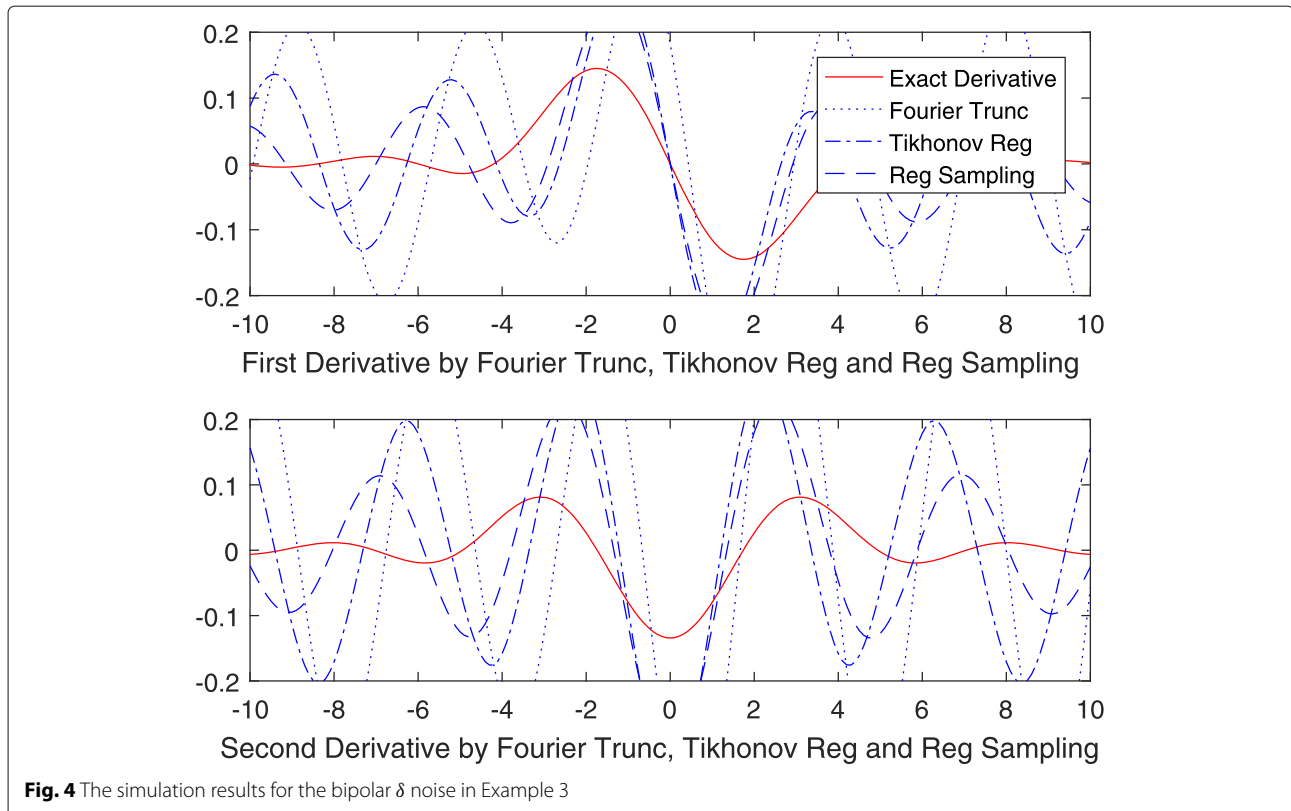 0.2
0.1
0
-0.1
-0.2
Exact Derivative
Fourier Trunc
Tikhonov Reg
Reg Sampling
-10 -8 -6 -4 -2 0 2 4 6 8 10
First Derivative by Fourier Trunc, Tikhonov Reg and Reg Sampling
0.2
0.1
0
-0.1
-0.2
-10 -8 -6 -4 -2 0 2 4 6 8 10
Second Derivative by Fourier Trunc, Tikhonov Reg and Reg Sampling
Fig. 4 The simulation results for the bipolar δ noise in Example 3